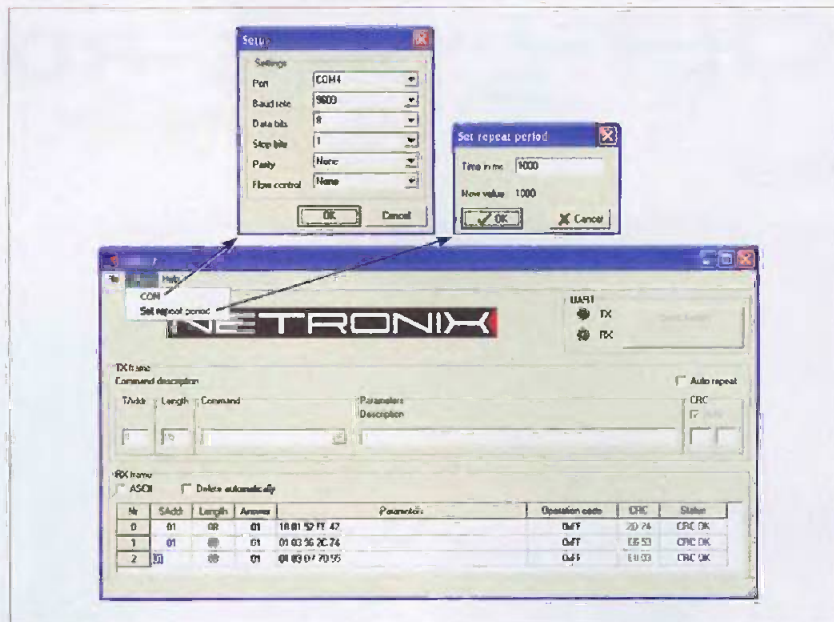 Setup
Settings
Port COM4
Baud rate 9600
Data bits 8
Stop bits 1
Parity None
Flow control None
OK Cancel
Set repeat period
Time in ms 1000
New value 1000
OK Cancel
Help
COM
Set repeat period
NETRONIX
UART
TX
RX
TX frame
Command description
Auto repeat
TAddr Length Command
Parameters
Description
CRC
RX frame
ASCII Delete automatically
Nr SAddr Length Answer Parameters Operation code CRC Status
0 01 01 0xFF CRC OK
1 01 01 01 03 0xFF CRC OK
2 01 01 0xFF CRC OK